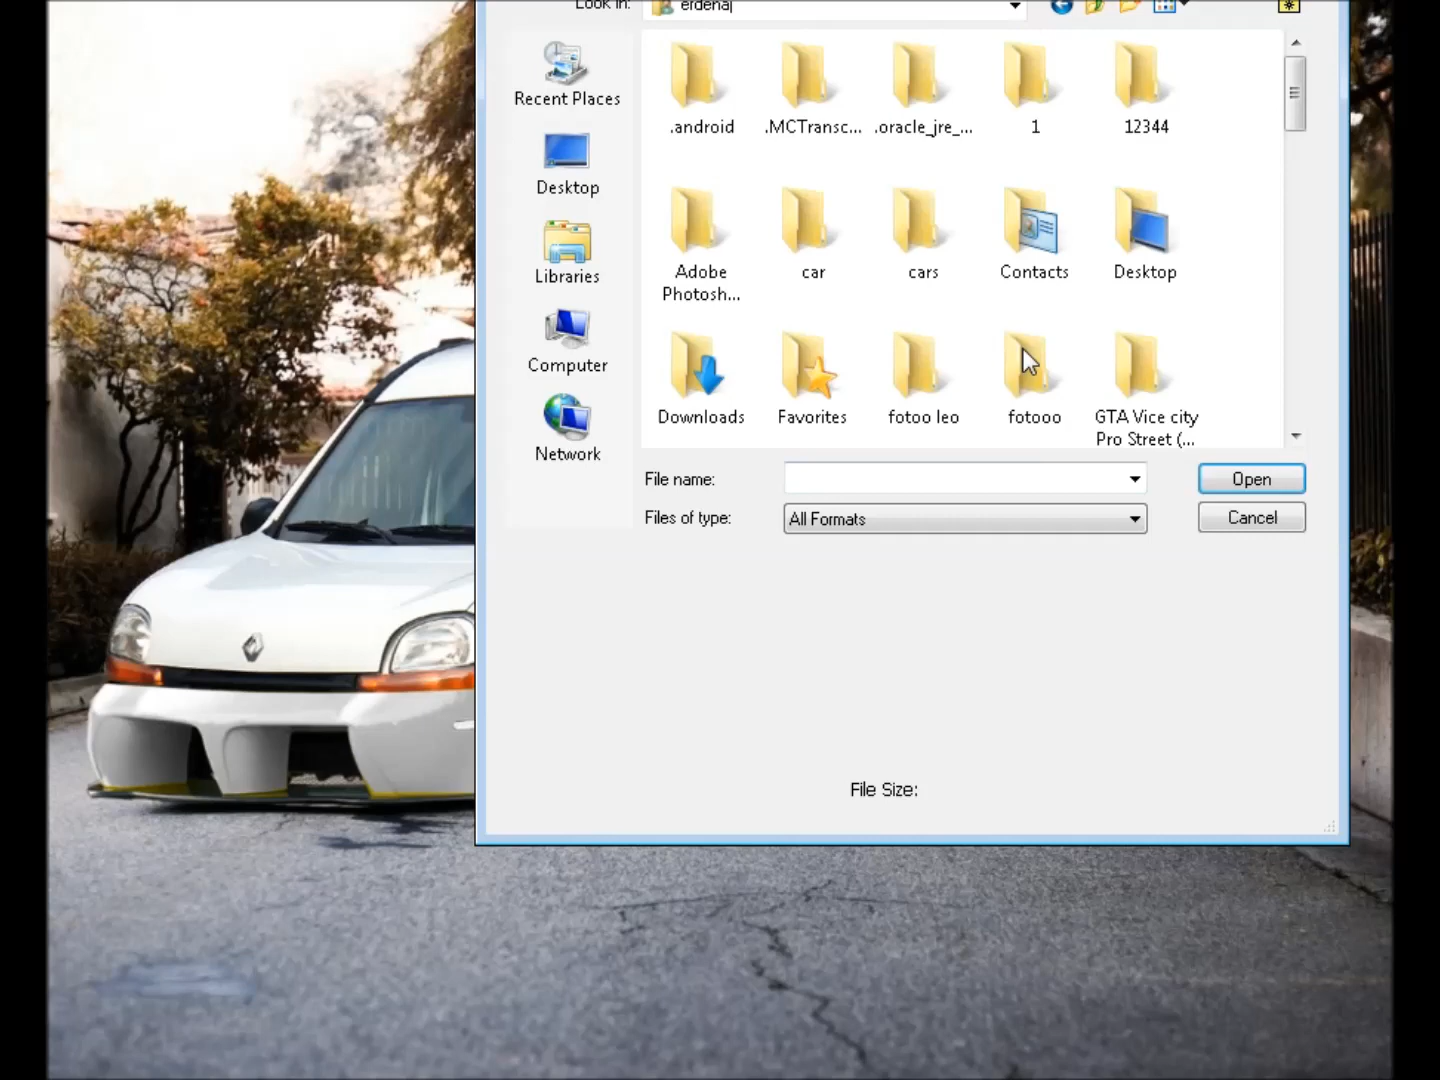 Look in:
erdenaj
Recent Places
Desktop
Libraries
Computer
Network
.android
.MCTransc...
.oracle_jre_...
1
12344
Adobe
Photosh...
car
cars
Contacts
Desktop
Downloads
Favorites
fotoo leo
fotooo
GTA Vice city
Pro Street (...
File name:
Open
Files of type:
All Formats
Cancel
File Size: